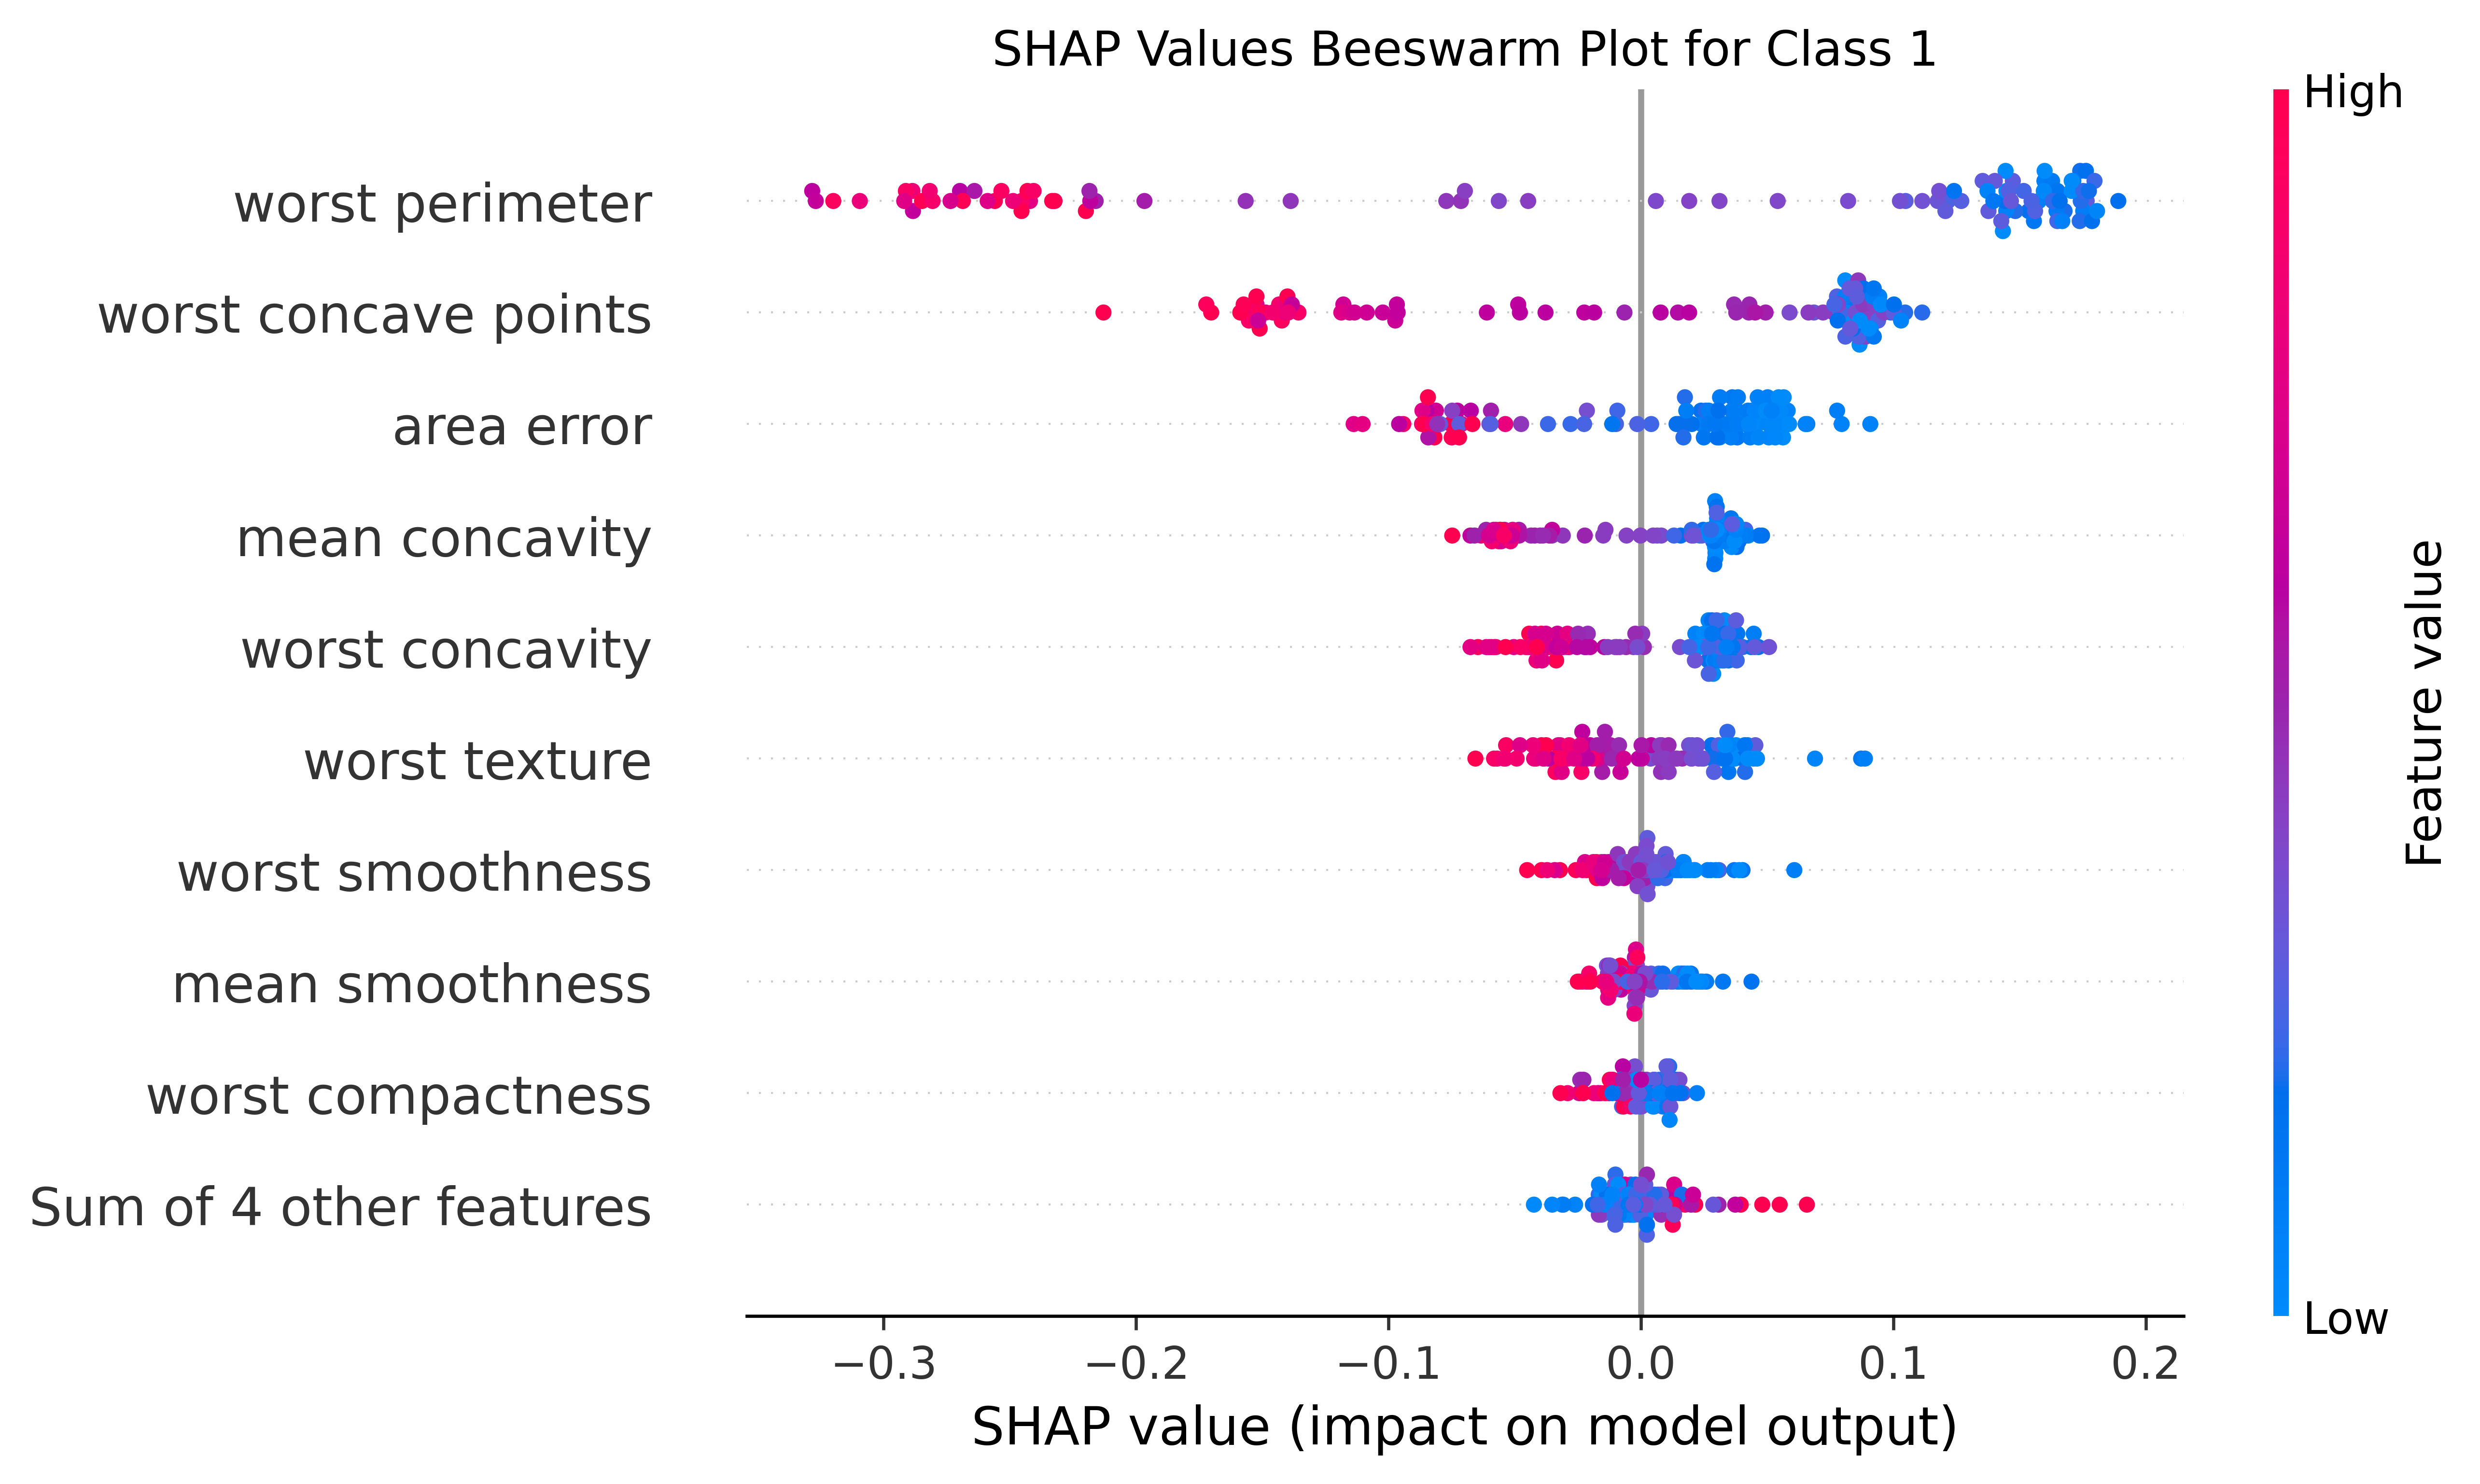 SHAP Values Beeswarm Plot for Class 1
High
worst perimeter
worst concave points
area error
mean concavity
worst concavity
worst texture
worst smoothness
mean smoothness
worst compactness
Sum of 4 other features
Feature value
Low
−0.3 −0.2 −0.1 0.0 0.1 0.2
SHAP value (impact on model output)